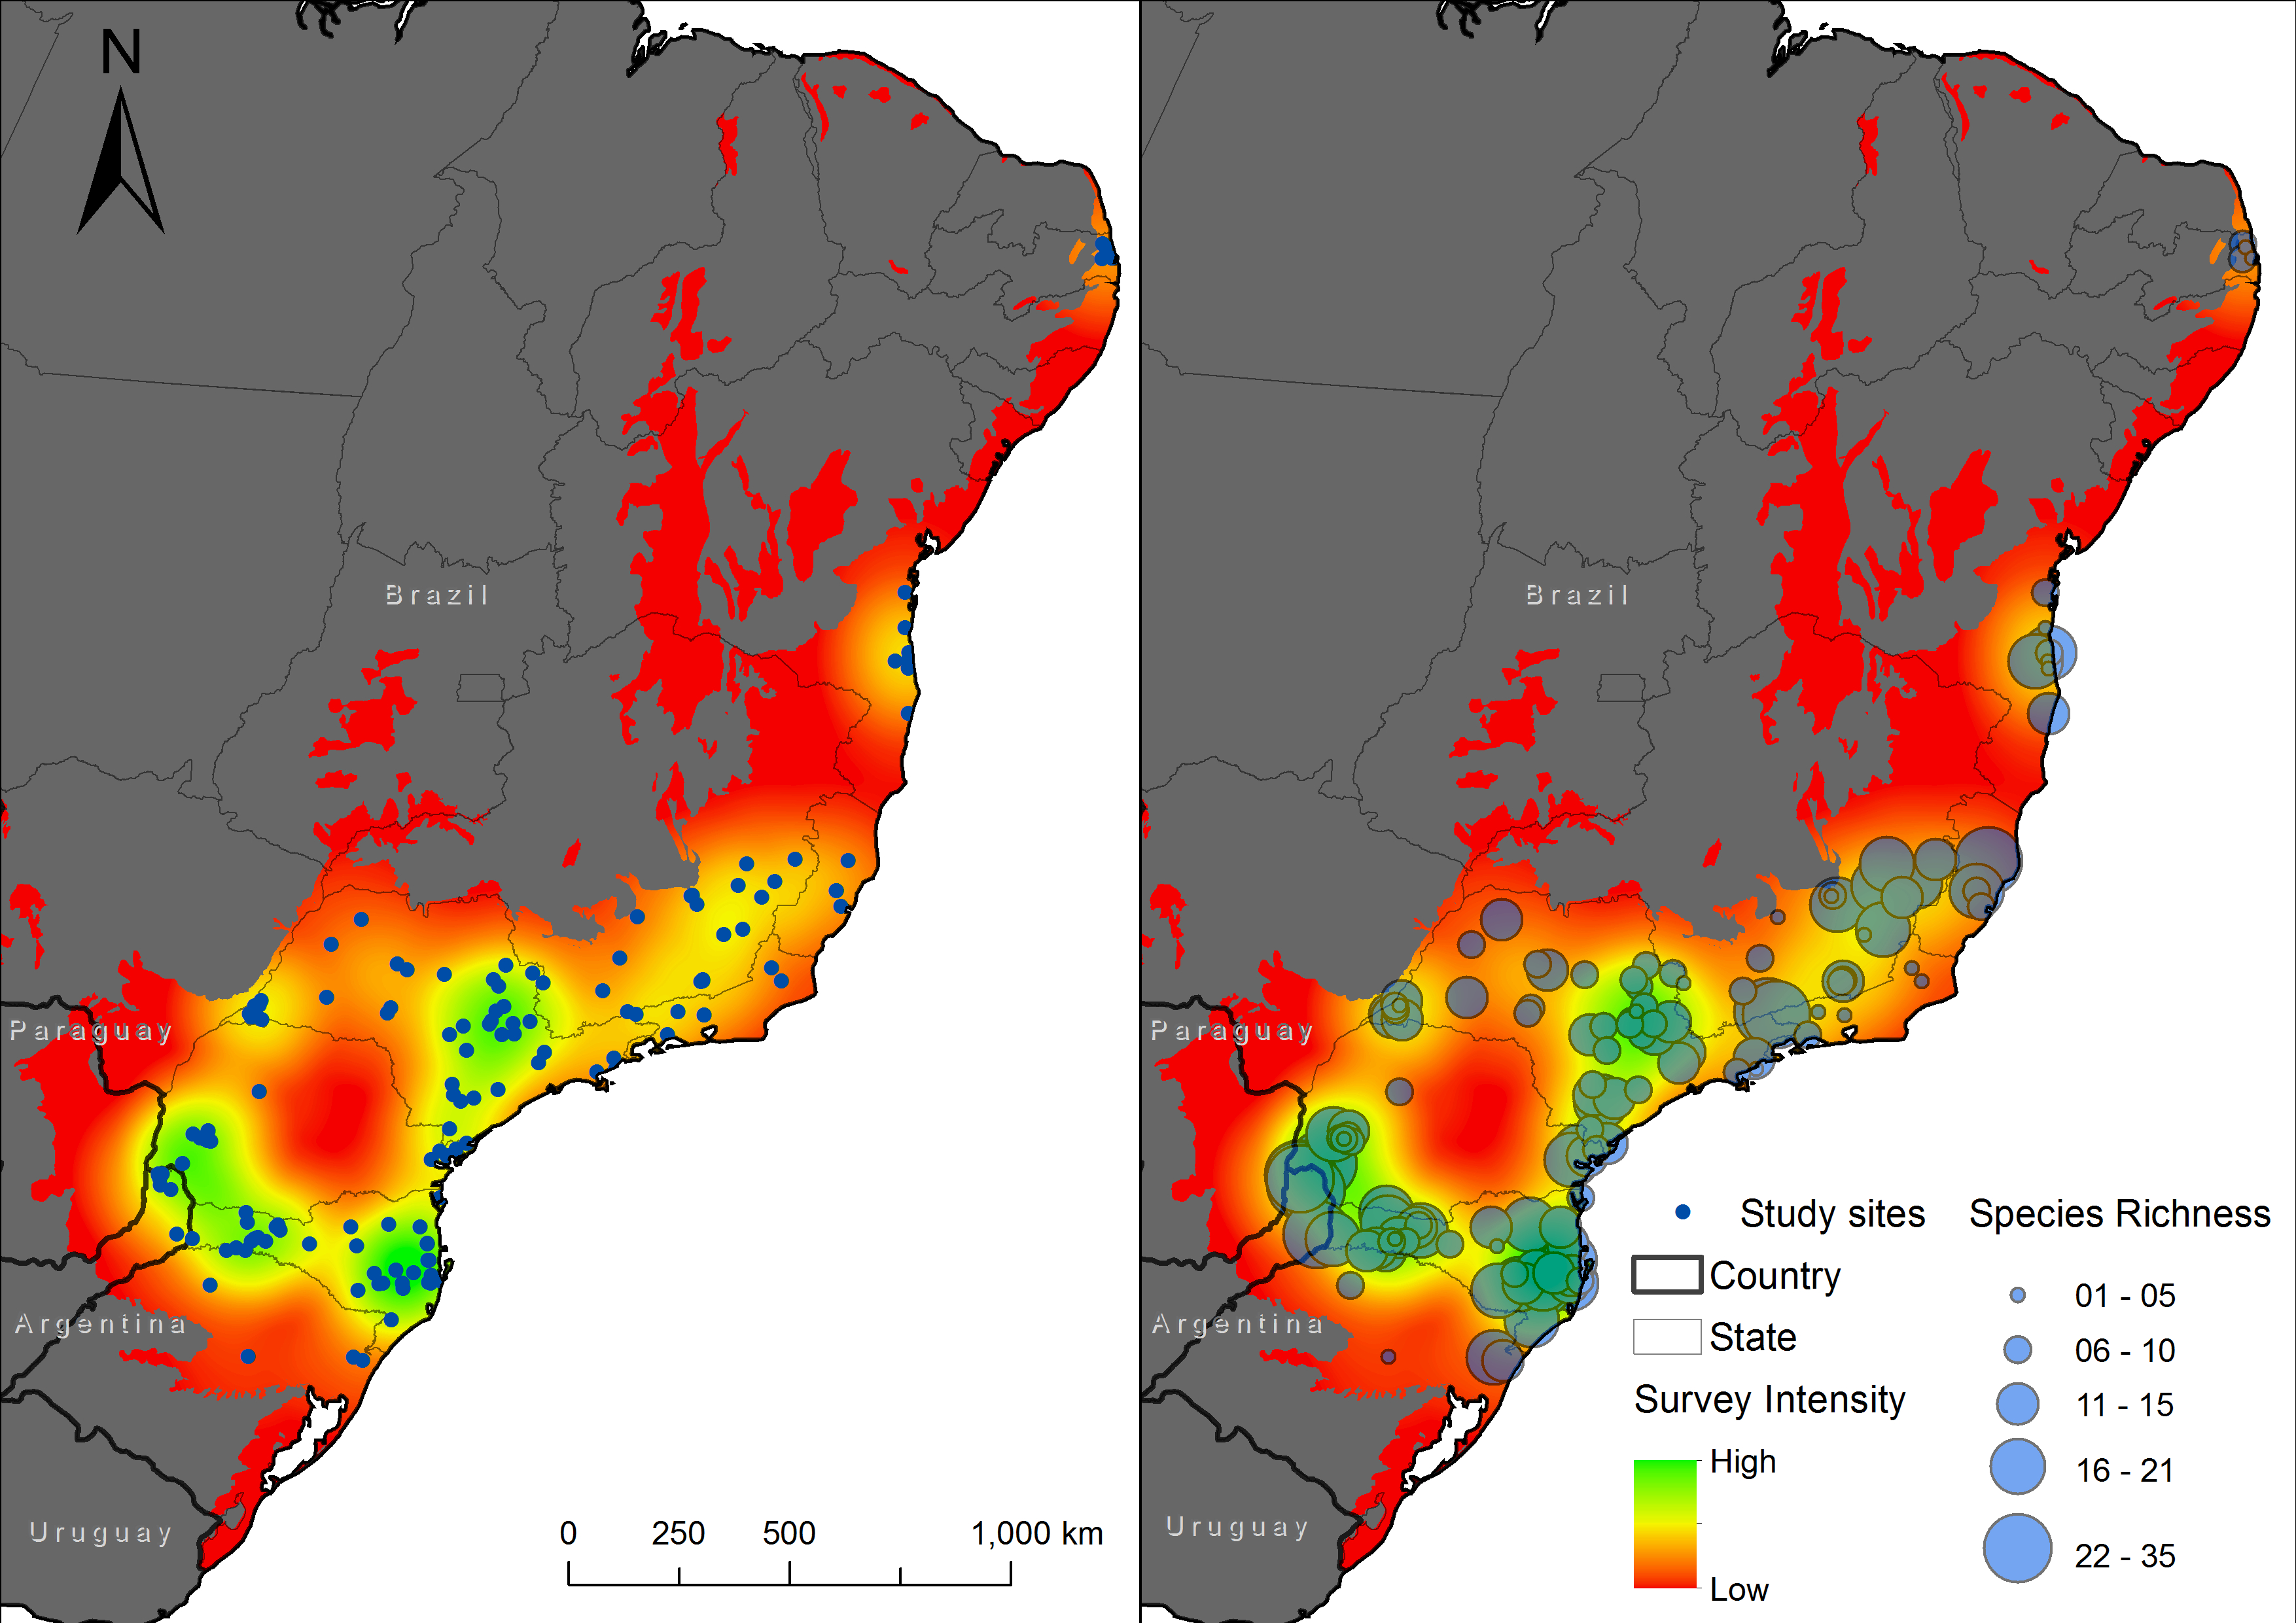 N
Brazil
Paraguay
Argentina
Uruguay
0 250 500 1,000 km
Brazil
Paraguay
Argentina
Uruguay
Study sites
Country
State
Survey Intensity
High
Low
Species Richness
01 - 05
06 - 10
11 - 15
16 - 21
22 - 35